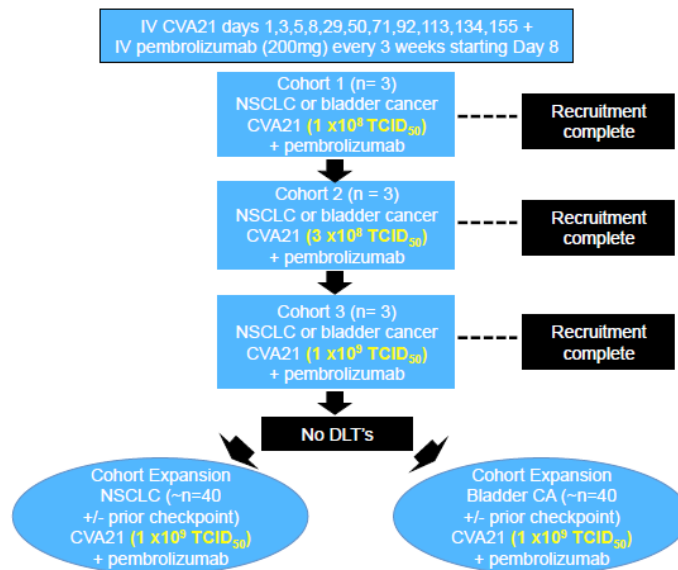 IV CVA21 days 1,3,5,8,29,50,71,92,113,134,155 +
IV pembrolizumab (200mg) every 3 weeks starting Day 8
Cohort 1 (n= 3)
NSCLC or bladder cancer
CVA21 (1 x10⁸ TCID₅₀)
+ pembrolizumab
Recruitment
complete
Cohort 2 (n = 3)
NSCLC or bladder cancer
CVA21 (3 x10⁸ TCID₅₀)
+ pembrolizumab
Recruitment
complete
Cohort 3 (n= 3)
NSCLC or bladder cancer
CVA21 (1 x10⁹ TCID₅₀)
+ pembrolizumab
Recruitment
complete
No DLT's
Cohort Expansion
NSCLC (~n=40
+/- prior checkpoint)
CVA21 (1 x10⁹ TCID₅₀)
+ pembrolizumab
Cohort Expansion
Bladder CA (~n=40
+/- prior checkpoint)
CVA21 (1 x10⁹ TCID₅₀)
+ pembrolizumab